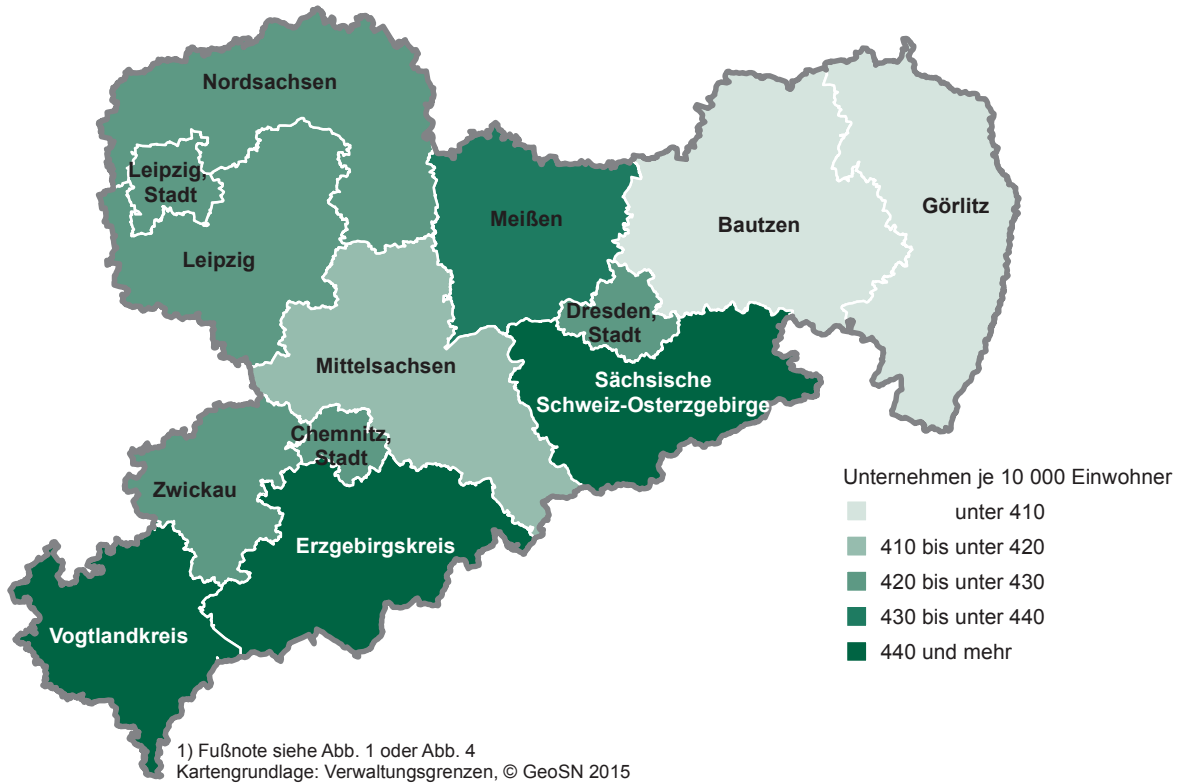 Nordsachsen
Leipzig,
Stadt
Leipzig
Meißen
Bautzen
Görlitz
Dresden,
Stadt
Mittelsachsen
Sächsische
Schweiz-Osterzgebirge
Chemnitz,
Stadt
Zwickau
Erzgebirgskreis
Vogtlandkreis
Unternehmen je 10 000 Einwohner
unter 410
410 bis unter 420
420 bis unter 430
430 bis unter 440
440 und mehr
1) Fußnote siehe Abb. 1 oder Abb. 4
Kartengrundlage: Verwaltungsgrenzen, © GeoSN 2015